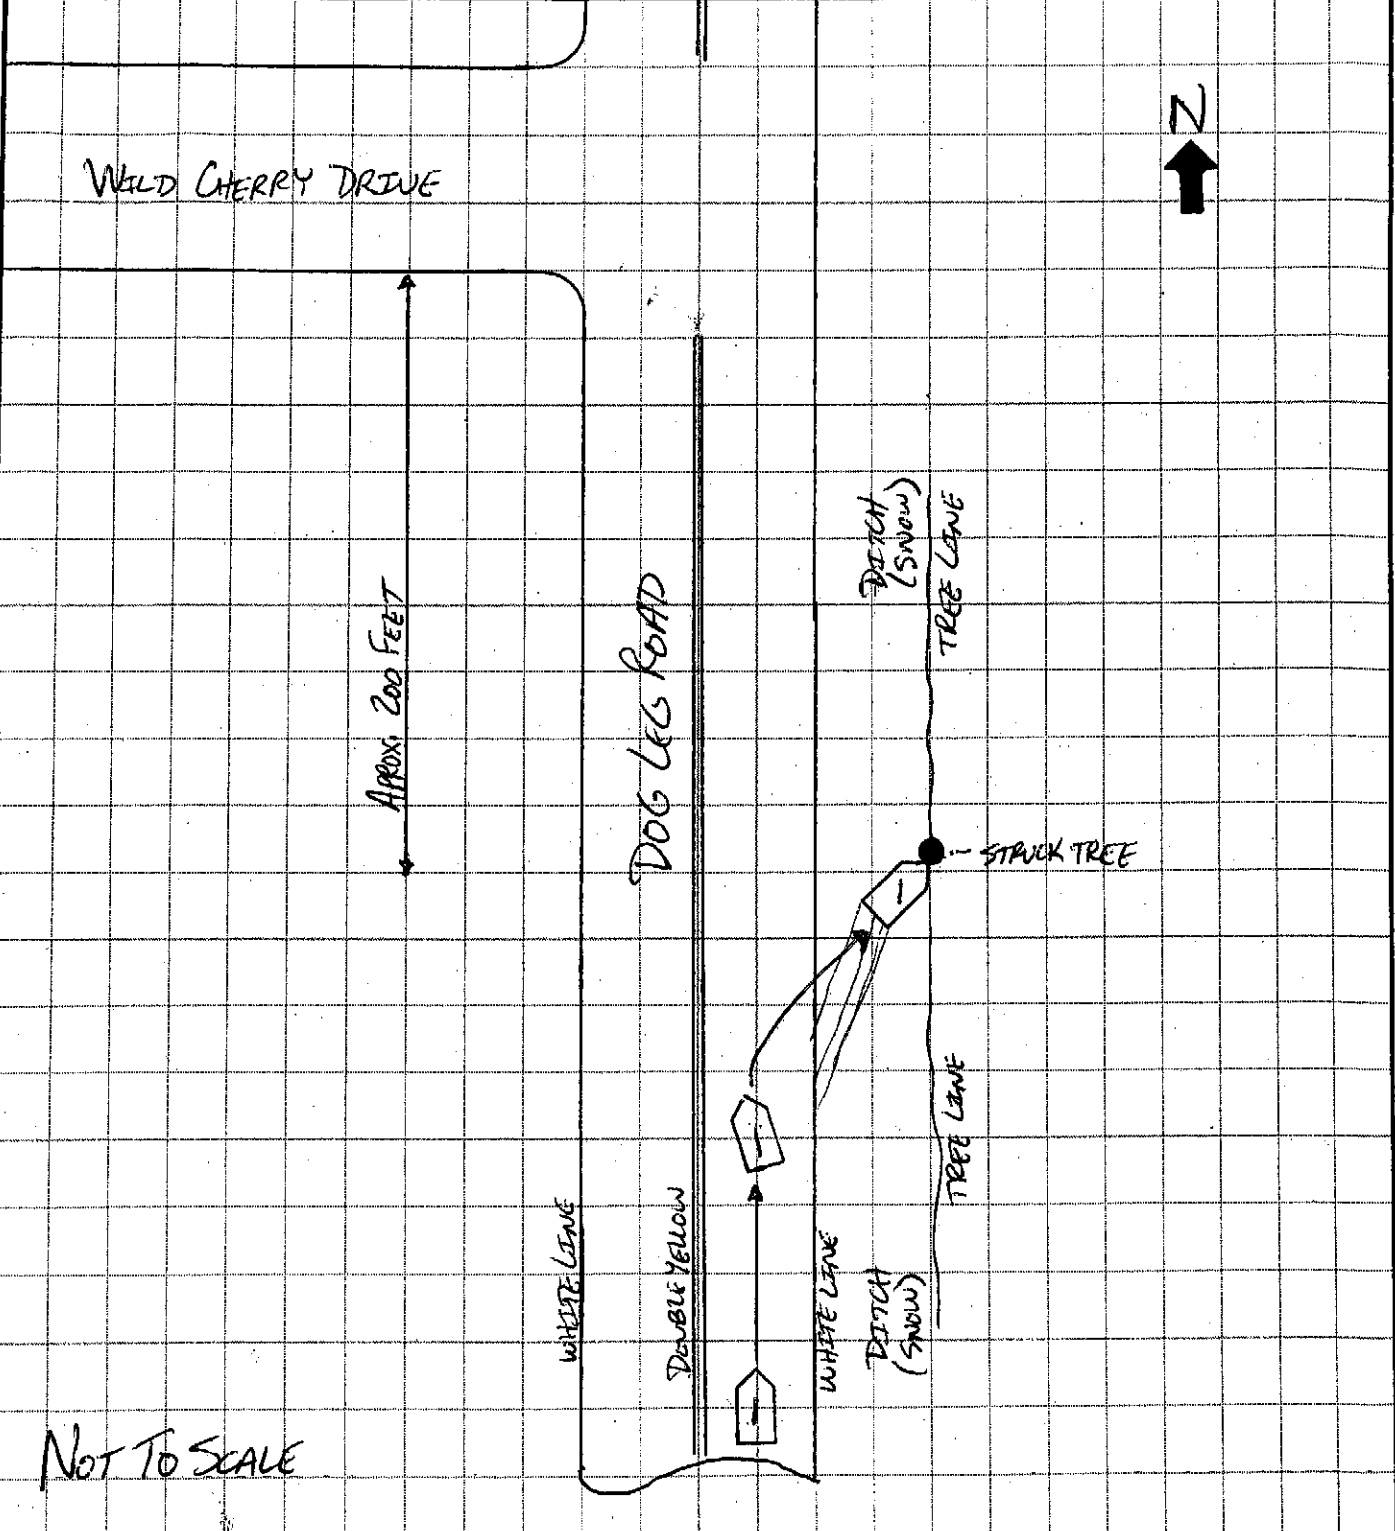 N
WILD CHERRY DRIVE
DITCH
(SNOW)
TREE LINE
APPROX. 200 FEET
DOG LEG ROAD
STRUCK TREE
1
1
TREE LINE
WHITE LINE
DOUBLE YELLOW
WHITE LINE
DITCH
(SNOW)
1
NOT TO SCALE